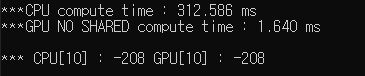 ***CPU compute time : 312.586 ms
***GPU NO SHARED compute time : 1.640 ms
*** CPU[10] : -208 GPU[10] : -208